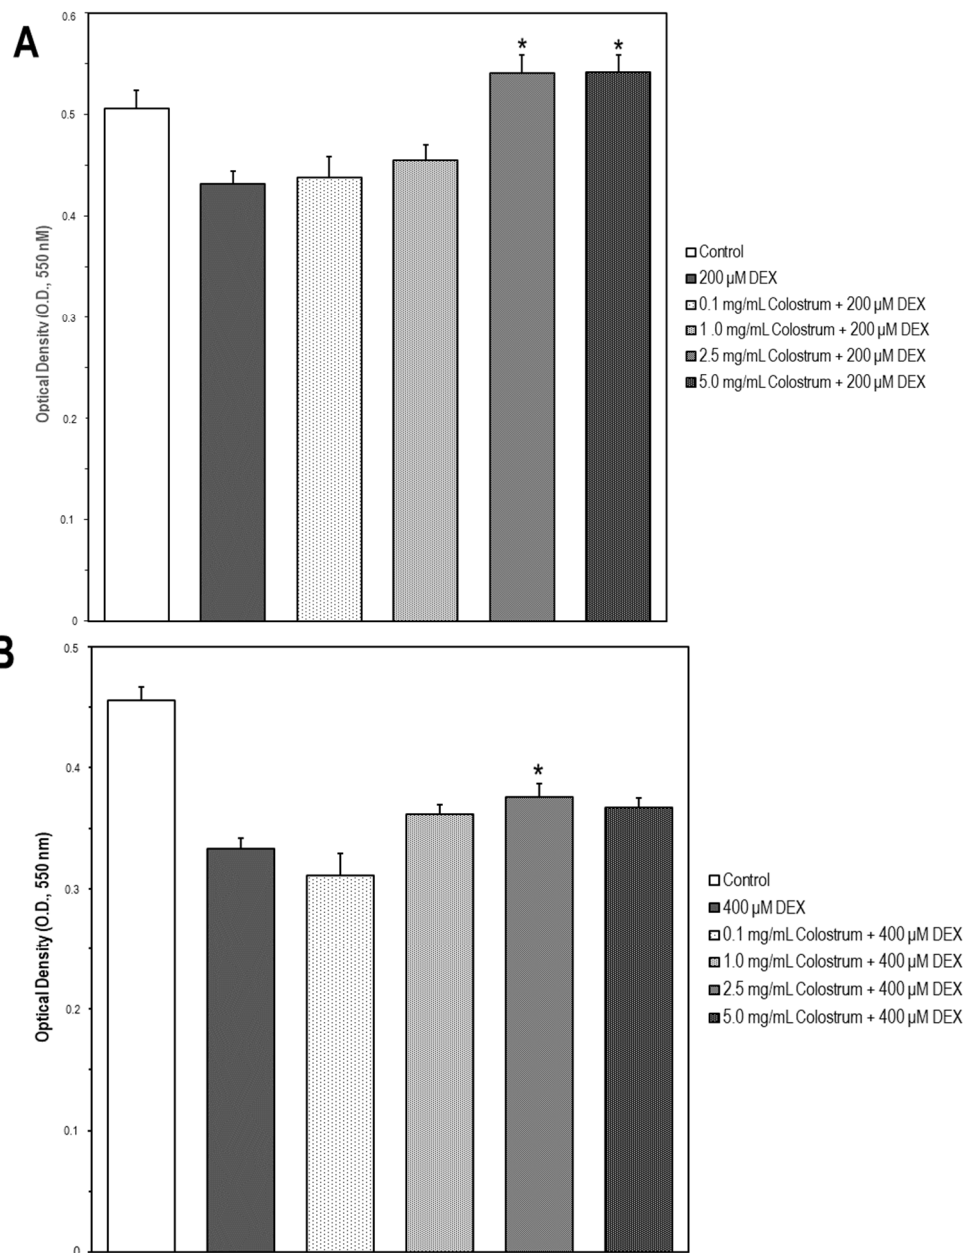 A
0.6
0.5
0.4
0.3
0.2
0.1
0
Optical Density (O.D., 550 nM)
*
*
Control
200 µM DEX
0.1 mg/mL Colostrum + 200 µM DEX
1 .0 mg/mL Colostrum + 200 µM DEX
2.5 mg/mL Colostrum + 200 µM DEX
5.0 mg/mL Colostrum + 200 µM DEX
B
0.5
0.4
0.3
0.2
0.1
0
Optical Density (O.D., 550 nm)
*
Control
400 µM DEX
0.1 mg/mL Colostrum + 400 µM DEX
1.0 mg/mL Colostrum + 400 µM DEX
2.5 mg/mL Colostrum + 400 µM DEX
5.0 mg/mL Colostrum + 400 µM DEX